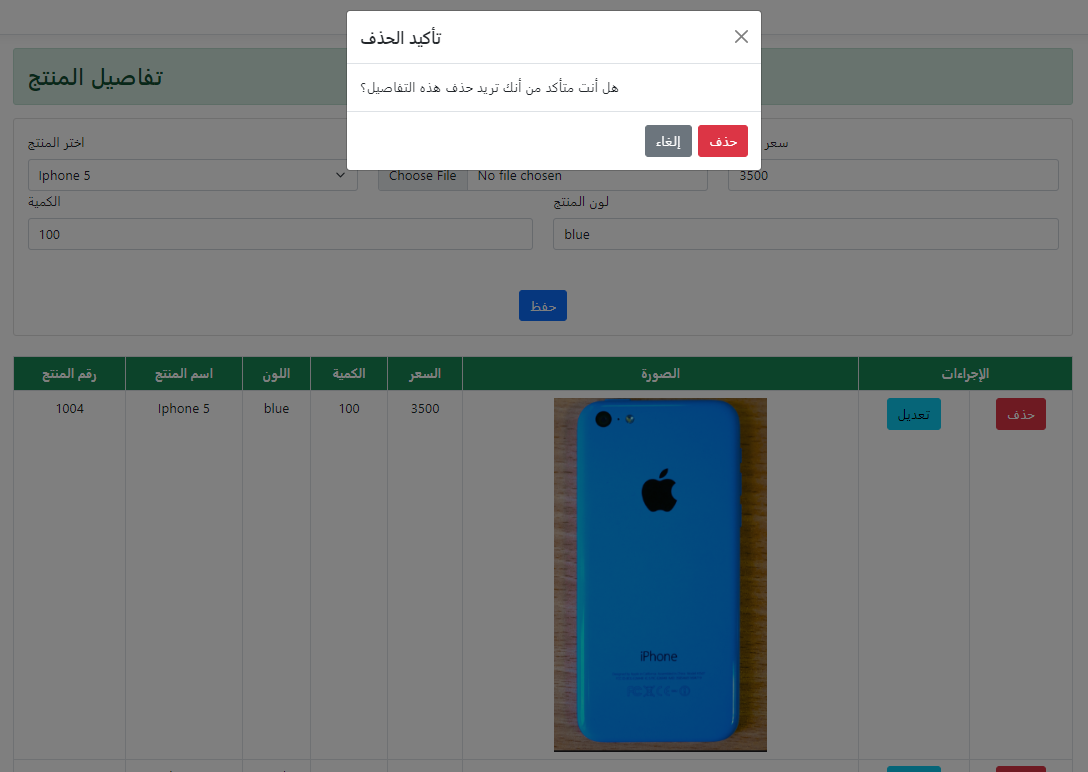 تأكيد الحذف
هل أنت متأكد من أنك تريد حذف هذه التفاصيل؟
إلغاء
حذف
تفاصيل المنتج
اختر المنتج
سعر
Iphone 5
Choose File
No file chosen
3500
الكمية
لون المنتج
100
blue
حفظ
رقم المنتج
اسم المنتج
اللون
الكمية
السعر
الصورة
الإجراءات
1004
Iphone 5
blue
100
3500
تعديل
حذف
iPhone